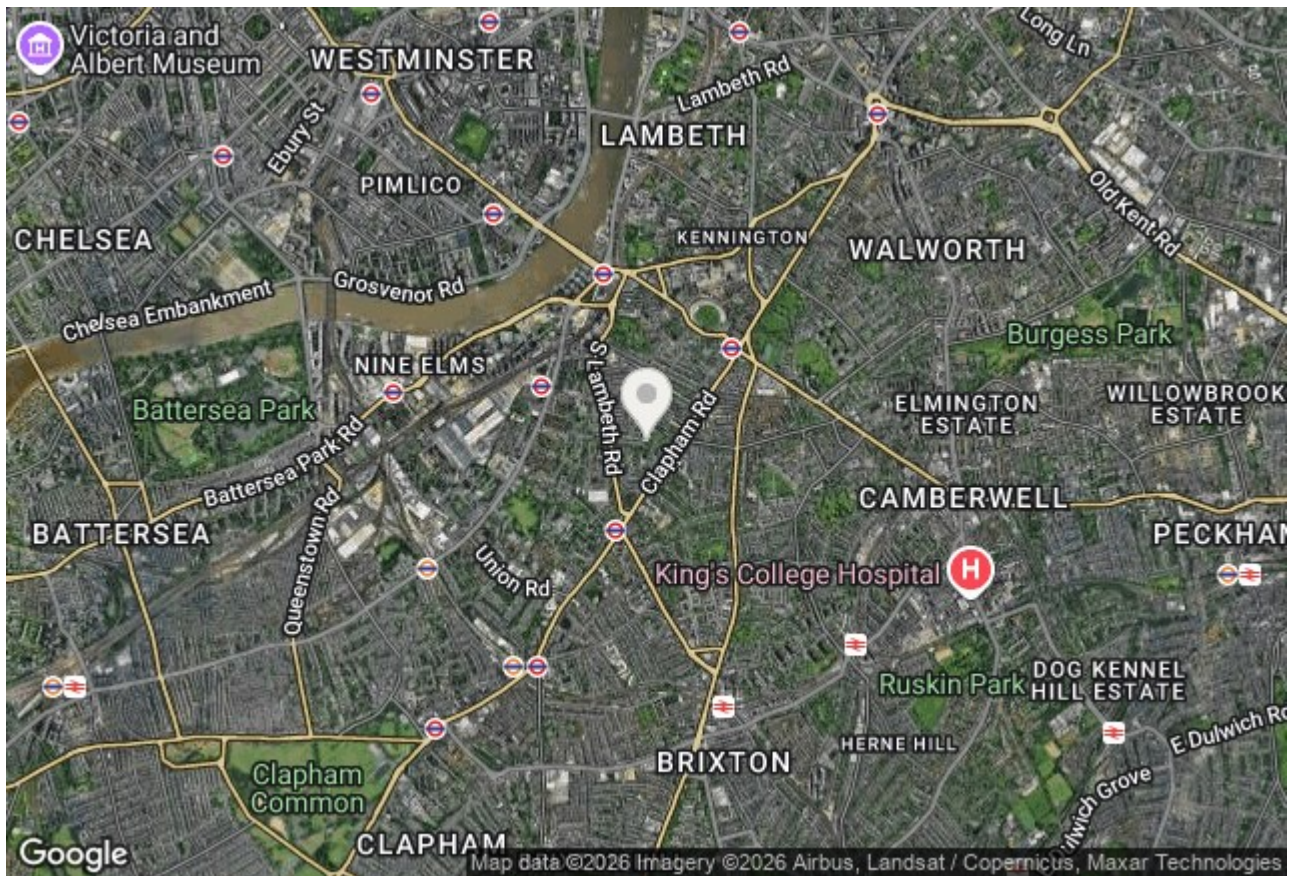 Victoria and
Albert Museum
WESTMINSTER
Long Ln
Lambeth Rd
LAMBETH
Ebury St
PIMLICO
Old Kent Rd
CHELSEA
KENNINGTON
WALWORTH
Grosvenor Rd
Chelsea Embankment
Burgess Park
NINE ELMS
S Lambeth Rd
Battersea Park
Clapham Rd
ELMINGTON
ESTATE
WILLOWBROOK
ESTATE
Battersea Park Rd
CAMBERWELL
BATTERSEA
Queenstown Rd
PECKHAM
Union Rd
King's College Hospital
H
Ruskin Park
DOG KENNEL
HILL ESTATE
HERNE HILL
E Dulwich Rd
BRIXTON
Clapham
Common
Dulwich Grove
CLAPHAM
Google
Map data ©2026 Imagery ©2026 Airbus, Landsat / Copernicus, Maxar Technologies